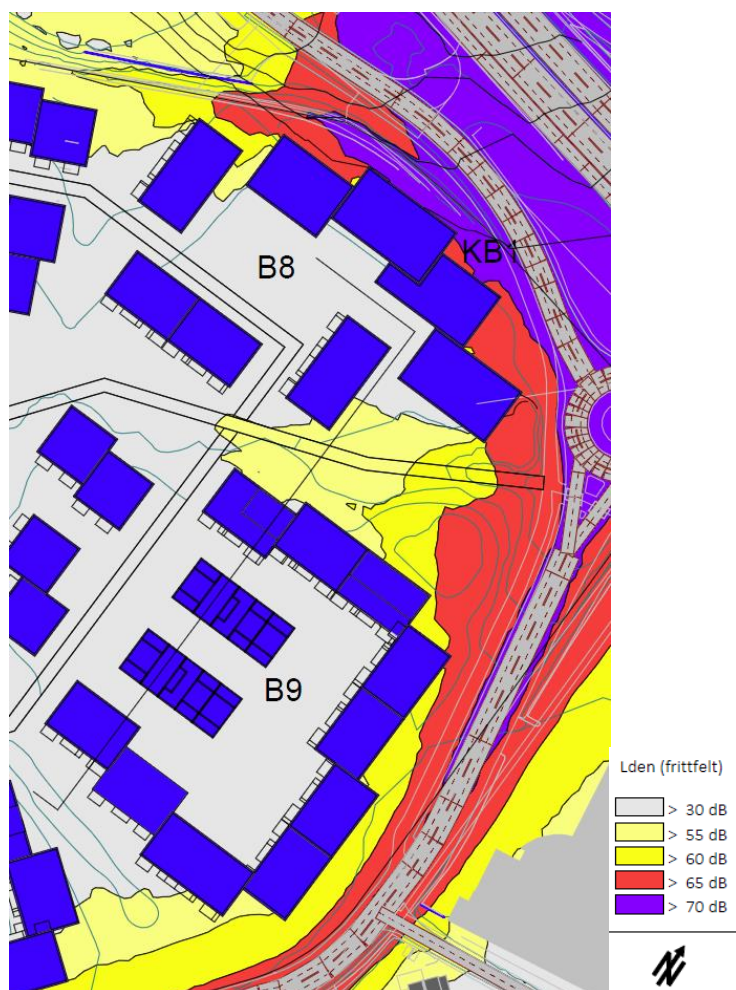 B8
KB1
B9
Lden (frittfelt)
> 30 dB
> 55 dB
> 60 dB
> 65 dB
> 70 dB
N